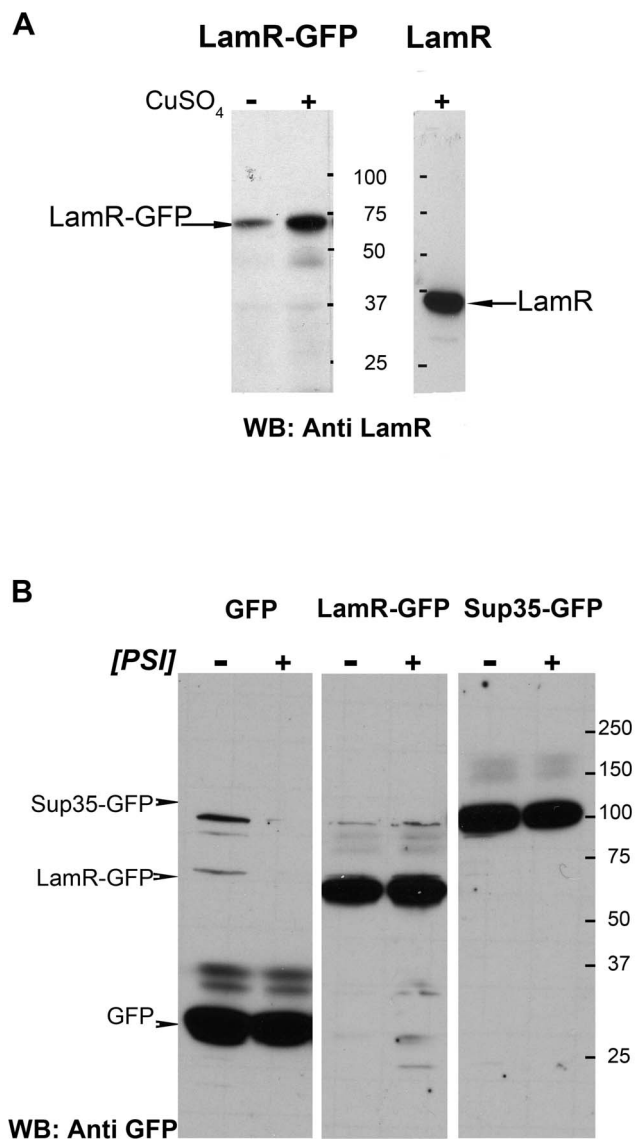 A
LamR-GFP LamR
CuSO4 - + +
100
LamR-GFP 75
50
37 LamR
25
WB: Anti LamR
B
GFP LamR-GFP Sup35-GFP
[PSI] - + - + - +
250
150
Sup35-GFP
100
75
LamR-GFP
50
37
GFP
25
WB: Anti GFP